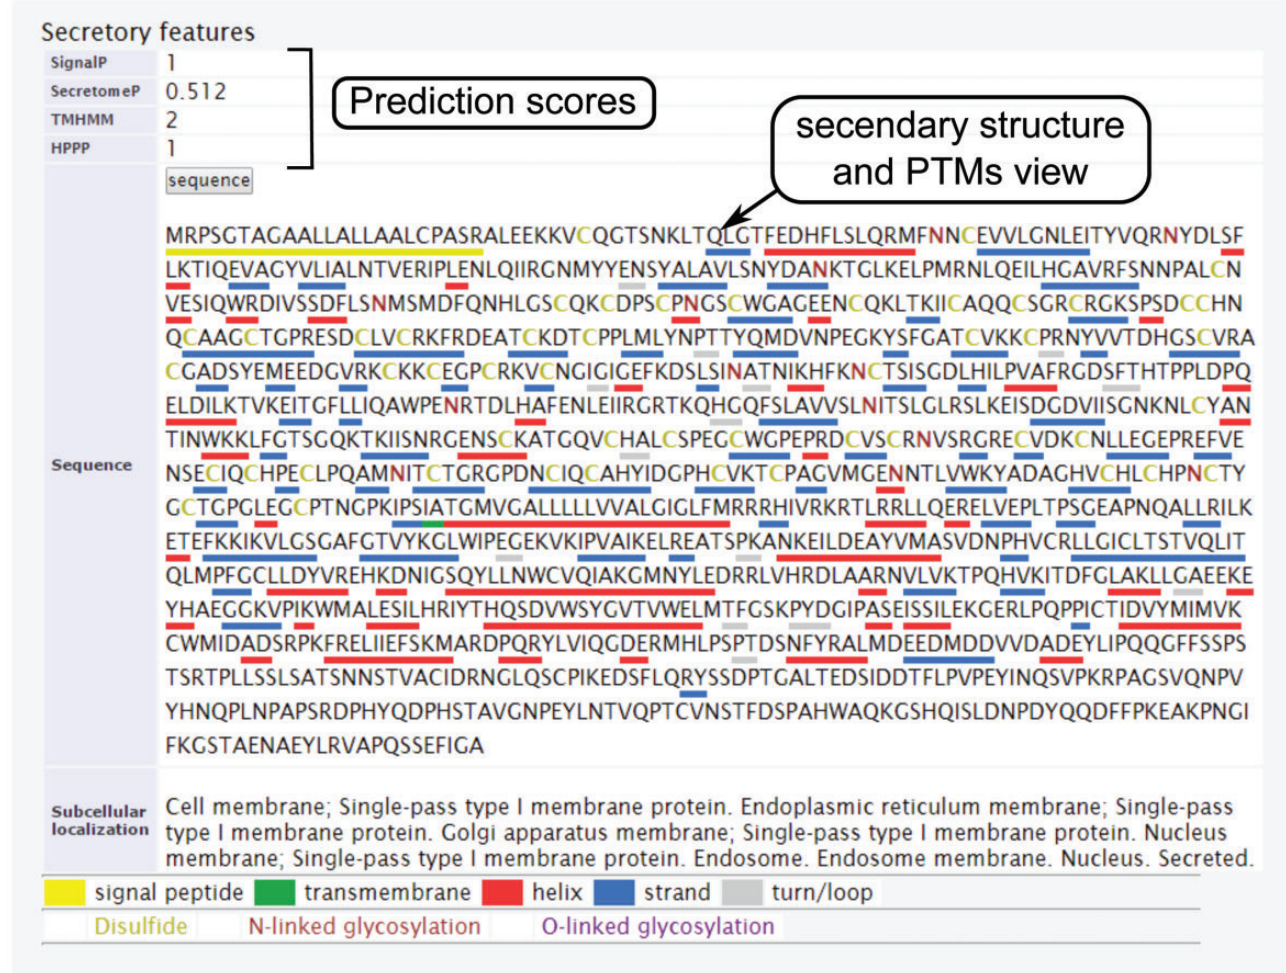 Secretory features
SignalP 1
SecretomeP 0.512
TMHMM 2
HPPP 1
Prediction scores
secendary structure
and PTMs view
sequence
Sequence
MRPSGTAGAALLALLAALCPASRALEEKKVCQGTSNKLTQLGTFEDHFLSLQRMFNNCEVVLGNLEITYVQRNYDLSF
LKTIQEVAGYVLIALNTVERIPLENLQIIRGNMYYENSYALAVLSNYDANKTGLKELPMRNLQEILHGAVRFSNNPALCN
VESIQWRDIVSSDFLSNMSMDFQNHLGSCQKCDPSCPNGSCWGAGEENCQKLTKIICAQQCSGRCRGKSPSDCCHN
QCAAGCTGPRESDCLVCRKFRDEATCKDTCPPLMLYNPTTYQMDVNPEGKYSFGATCVKKCPRNYVVTDHGSCVRA
CGADSYEMEEDGVRKCKKCEGPCRKVCNGIGIGEFKDSLSINATNIKHFKNCTSISGDLHILPVAFRGDSFTHTPPLDPQ
ELDILKTVKEITGFLLIQAWPENRTDLHAFENLEIIRGRTKQHGQFSLAVVSLNITSLGLRSLKEISDGDVIISGNKNLCYAN
TINWKKLFGTSGQKTKIISNRGENSCKATGQVCHALCSPEGCWGPEPRDCVSCRNVSRGRECVDKCNLLEGEPREFVE
NSECIQCHPECLPQAMNITCTGRGPDNCIQCAHYIDGPHCVKTCPAGVMGENNTLVWKYADAGHVCHLCHPNCTY
GCTGPGLEGCPTNGPKIPSIATGMVGALLLLLVVALGIGLFMRRRHIVRKRTLRRLLQERELVEPLTPSGEAPNQALLRILK
ETEFKKIKVLGSGAFGTVYKGLWIPEGEKVKIPVAIKELREATSPKANKEILDEAYVMASVDNPHVCRLLGICLTSTVQLIT
QLMPFGCLLDYVREHKDNIGSQYLLNWCVQIAKGMNYLEDRRLVHRDLAARNVLVKTPQHVKITDFGLAKLLGAEEKE
YHAEGGKVPIKWMALESILHRIYTHQSDVWSYGVTVWELMTFGSKPYDGIPASEISSILEKGERLPQPPICTIDVYMIMVK
CWMIDADSRPKFRELIIEFSKMARDPQRYLVIQGDERMHLPSPTDSNFYRALMDEEDMDDVVDADEYLIPQQGFFSSPS
TSRTPLLSSLSATSNNSTVACIDRNGLQSCPIKEDSFLQRYSSDPTGALTEDSIDDTFLPVPEYINQSVPKRPAGSVQNPV
YHNQPLNPAPSRDPHYQDPHSTAVGNPEYLNTVQPTCVNSTFDSPAHWAQKGSHQISLDNPDYQQDFFPKEAKPNGI
FKGSTAENAEYLRVAPQSSEFIGA
Subcellular
localization
Cell membrane; Single-pass type I membrane protein. Endoplasmic reticulum membrane; Single-pass
type I membrane protein. Golgi apparatus membrane; Single-pass type I membrane protein. Nucleus
membrane; Single-pass type I membrane protein. Endosome. Endosome membrane. Nucleus. Secreted.
signal peptide transmembrane helix strand turn/loop
Disulfide N-linked glycosylation O-linked glycosylation